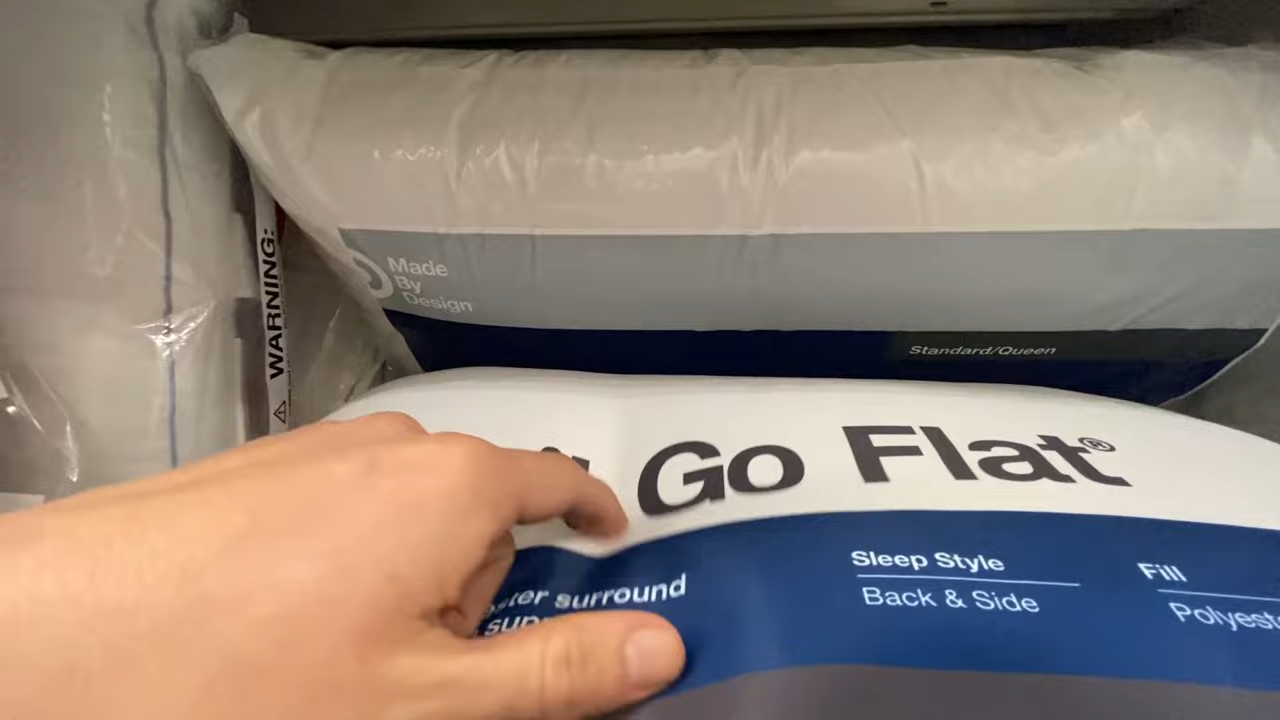 WARNING:
Made
By
Design
Standard/Queen
Go Flat®
Sleep Style
Back & Side
Fill
surround